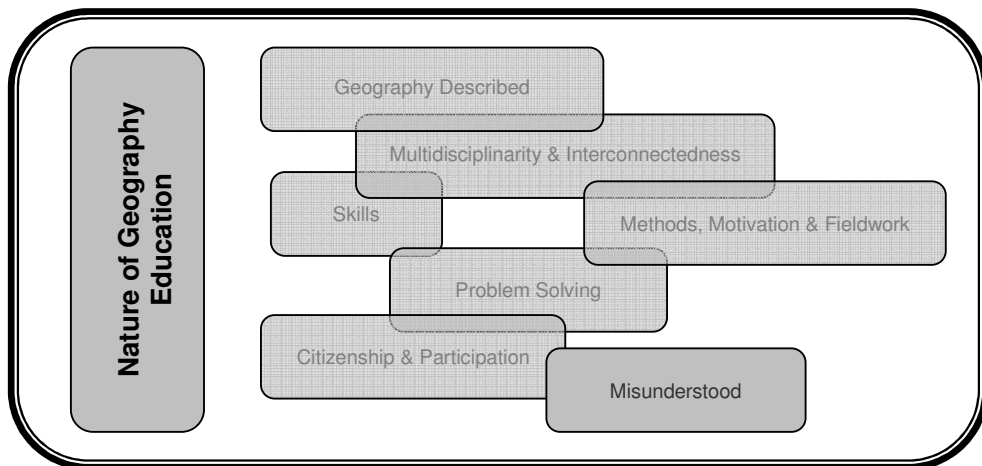 Nature of Geography
Education
Geography Described
Multidisciplinarity & Interconnectedness
Skills
Methods, Motivation & Fieldwork
Problem Solving
Citizenship & Participation
Misunderstood